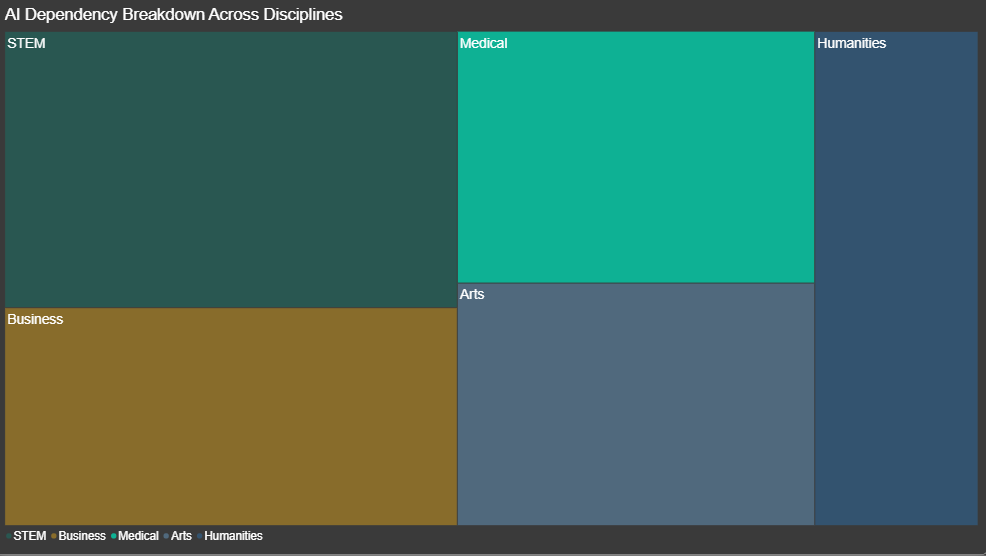 AI Dependency Breakdown Across Disciplines
STEM
Medical
Humanities
Business
Arts
STEM Business Medical Arts Humanities